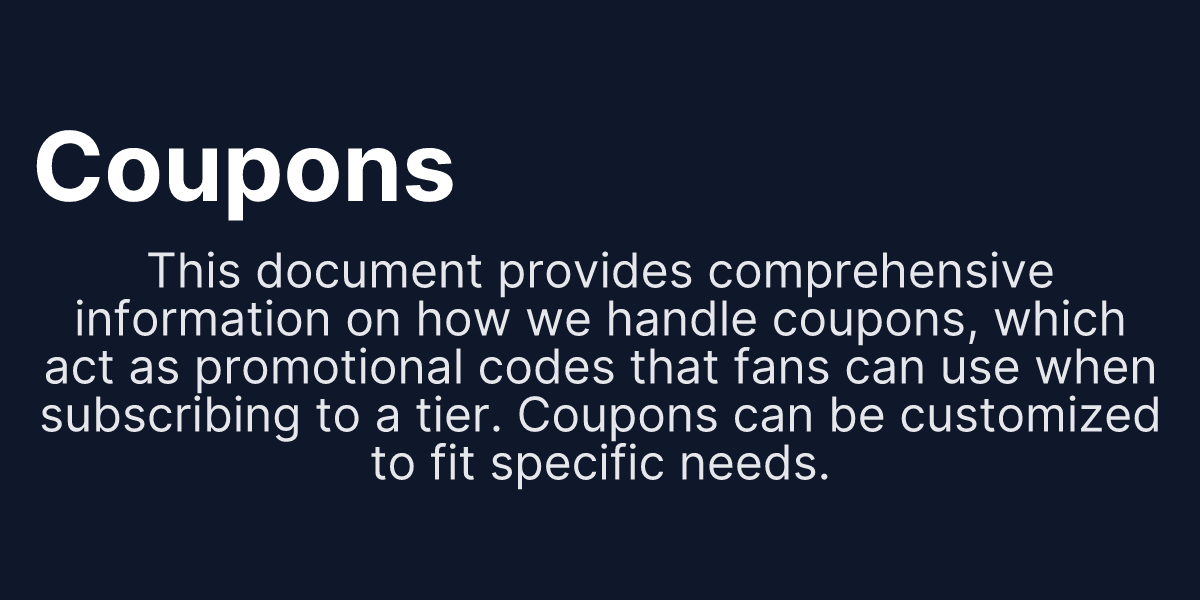 Coupons
This document provides comprehensive
information on how we handle coupons, which
act as promotional codes that fans can use when
subscribing to a tier. Coupons can be customized
to fit specific needs.